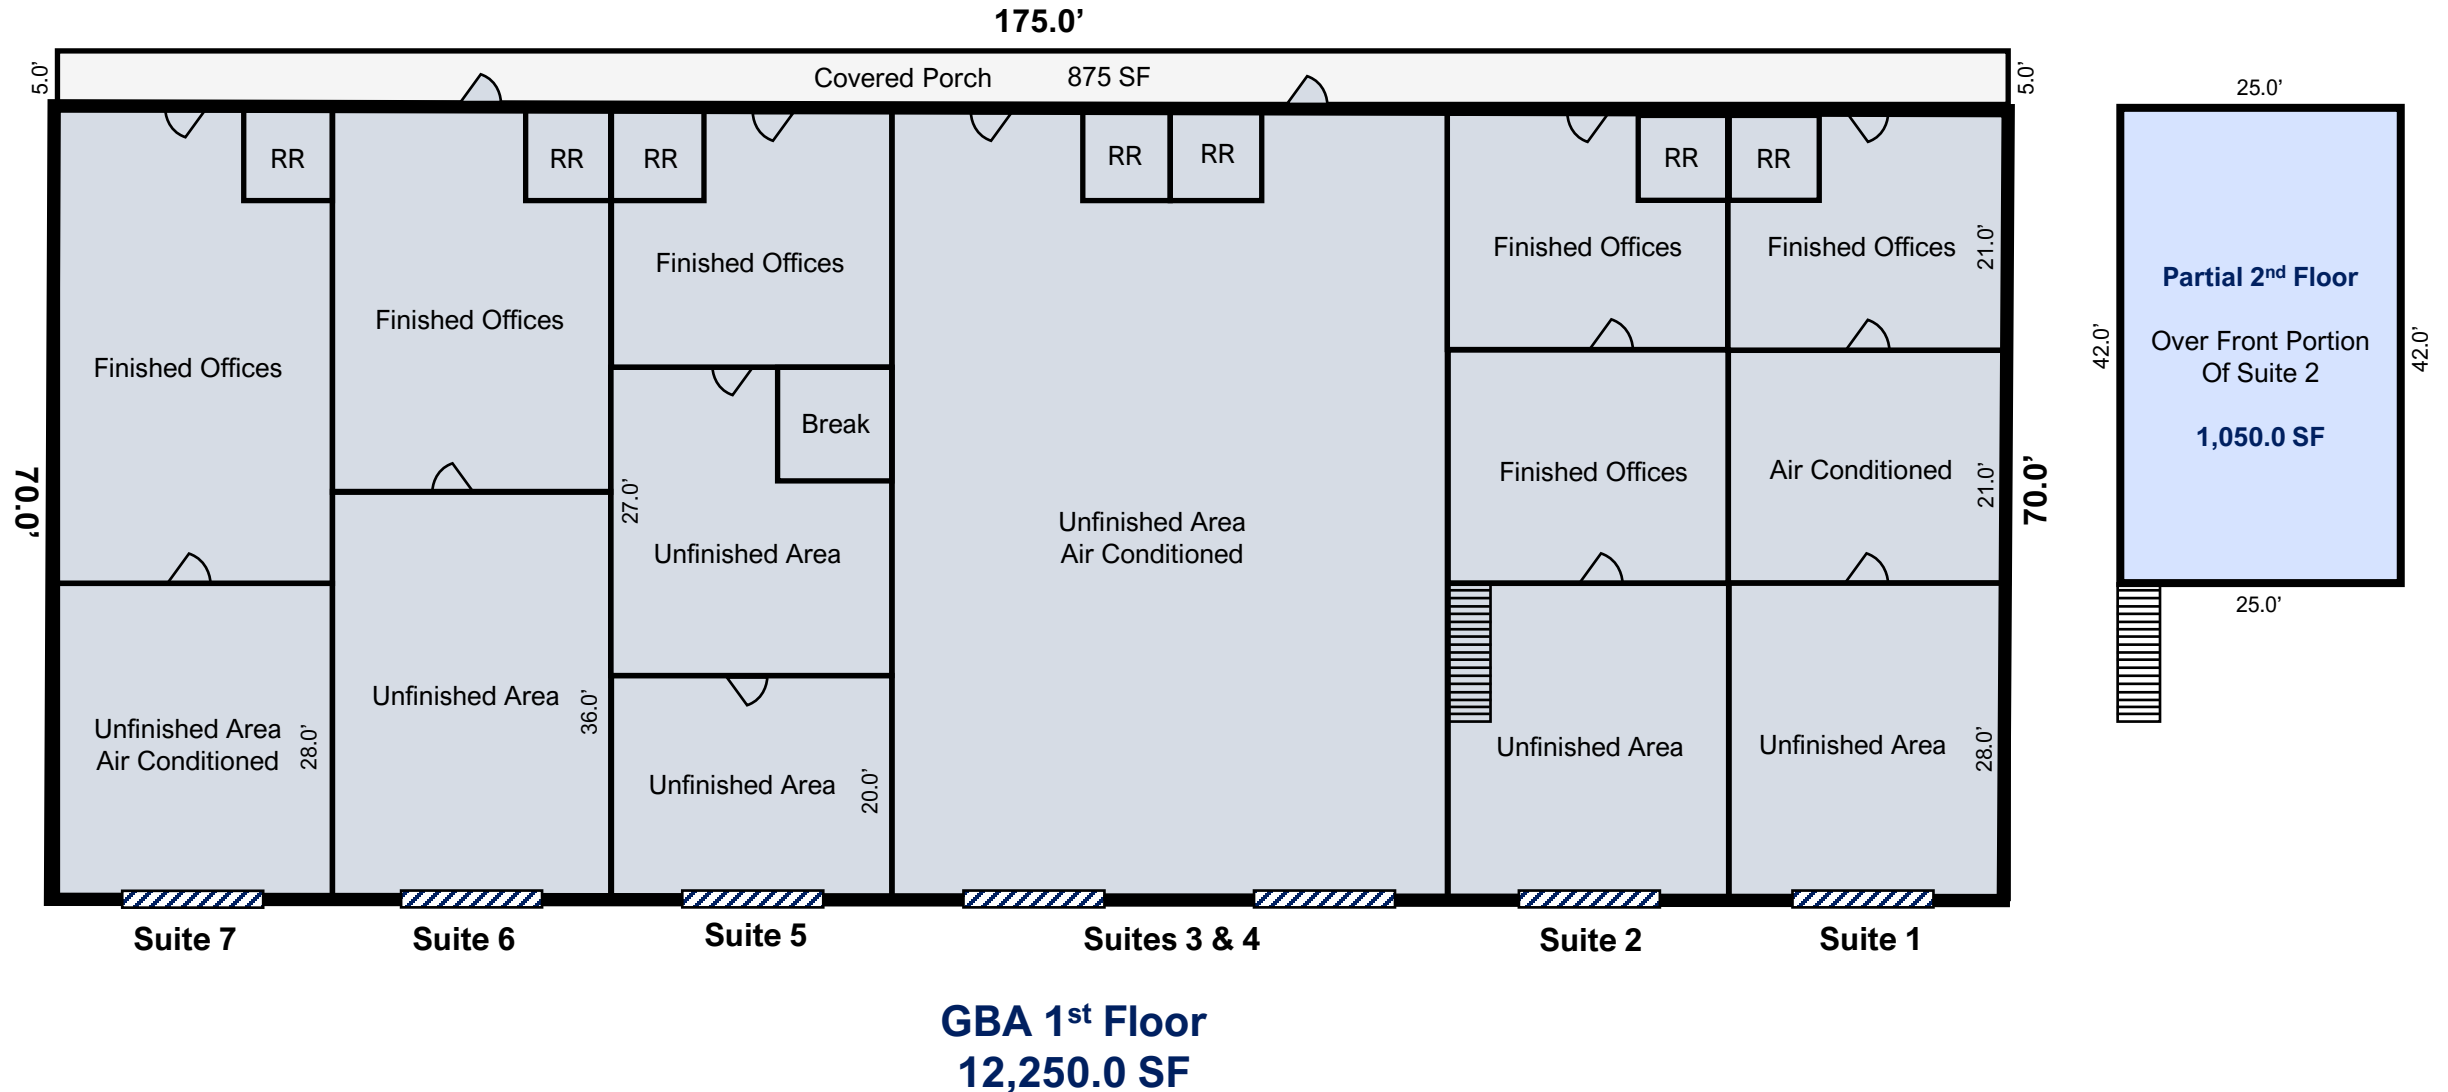 175.0’
5.0’
Covered Porch 875 SF
5.0’
25.0’
RR
RR
RR
RR
RR
RR
RR
Finished Offices
Finished Offices
21.0’
Finished Offices
Partial 2nd Floor
Finished Offices
Over Front Portion
Of Suite 2
42.0’
42.0’
Finished Offices
Break
1,050.0 SF
70.0’
27.0’
Finished Offices
Air Conditioned
21.0’
70.0’
Unfinished Area
Air Conditioned
Unfinished Area
25.0’
Unfinished Area
36.0’
Unfinished Area
Air Conditioned
28.0’
Unfinished Area
Unfinished Area
28.0’
Unfinished Area
20.0’
Suite 7
Suite 6
Suite 5
Suites 3 & 4
Suite 2
Suite 1
GBA 1st Floor
12,250.0 SF